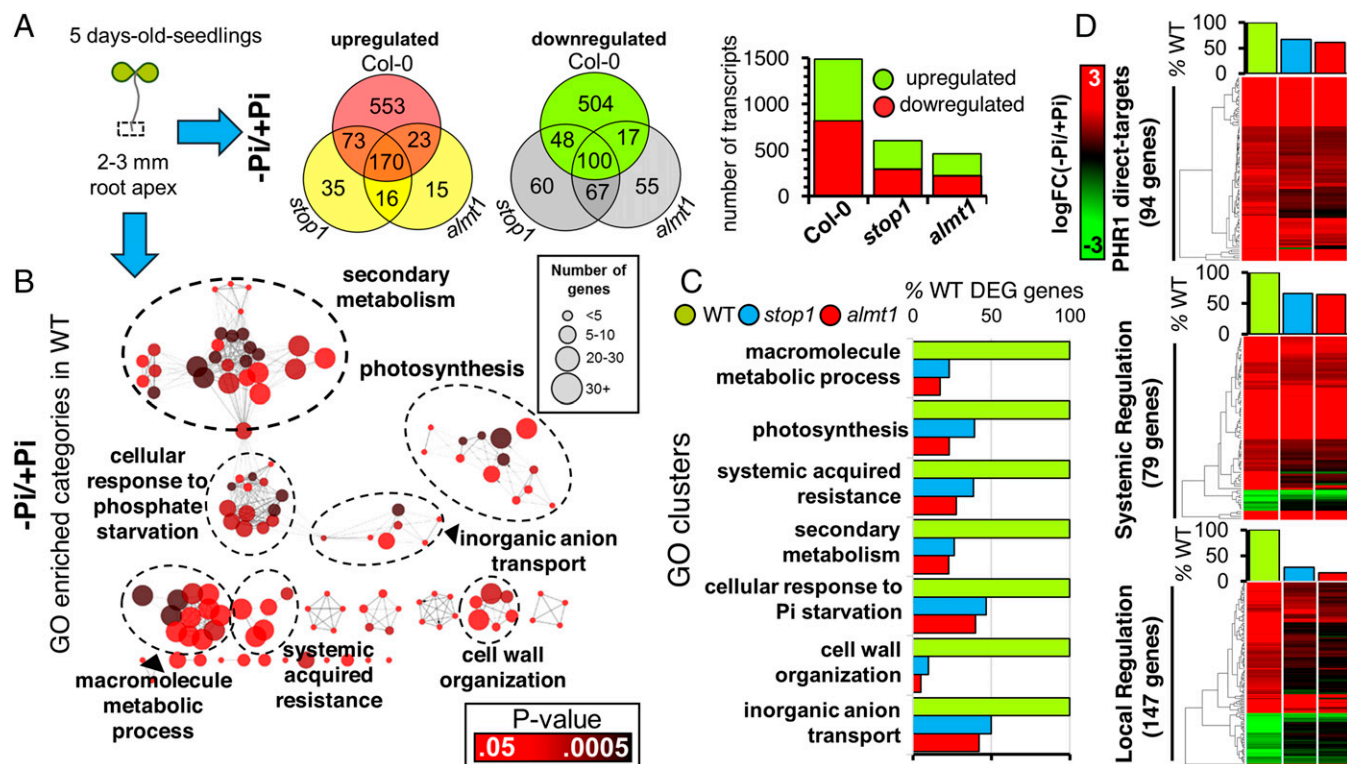 A
5 days-old-seedlings
2-3 mm
root apex
-Pi/+Pi
upregulated
Col-0
553
73
23
170
35
16
15
stop1
almt1
downregulated
Col-0
504
48
17
100
60
67
55
stop1
almt1
number of transcripts
1500
1000
500
0
upregulated
dowregulated
Col-0
stop1
almt1
B
-Pi/+Pi
GO enriched categories in WT
secondary
metabolism
photosynthesis
Number of
genes
<5
5-10
20-30
30+
cellular
response to
phosphate
starvation
inorganic anion
transport
macromolecule
metabolic
process
systemic
acquired
resistance
cell wall
organization
P-value
.05 .0005
C
% WT DEG genes
WT stop1 almt1
0 50 100
GO clusters
macromolecule
metabolic process
photosynthesis
systemic acquired
resistance
secondary
metabolism
cellular response to
Pi starvation
cell wall
organization
inorganic anion
transport
D
logFC(-Pi/+Pi)
3
-3
% WT
100
50
0
PHR1 direct-targets
(94 genes)
% WT
100
50
0
Systemic Regulation
(79 genes)
% WT
100
50
0
Local Regulation
(147 genes)